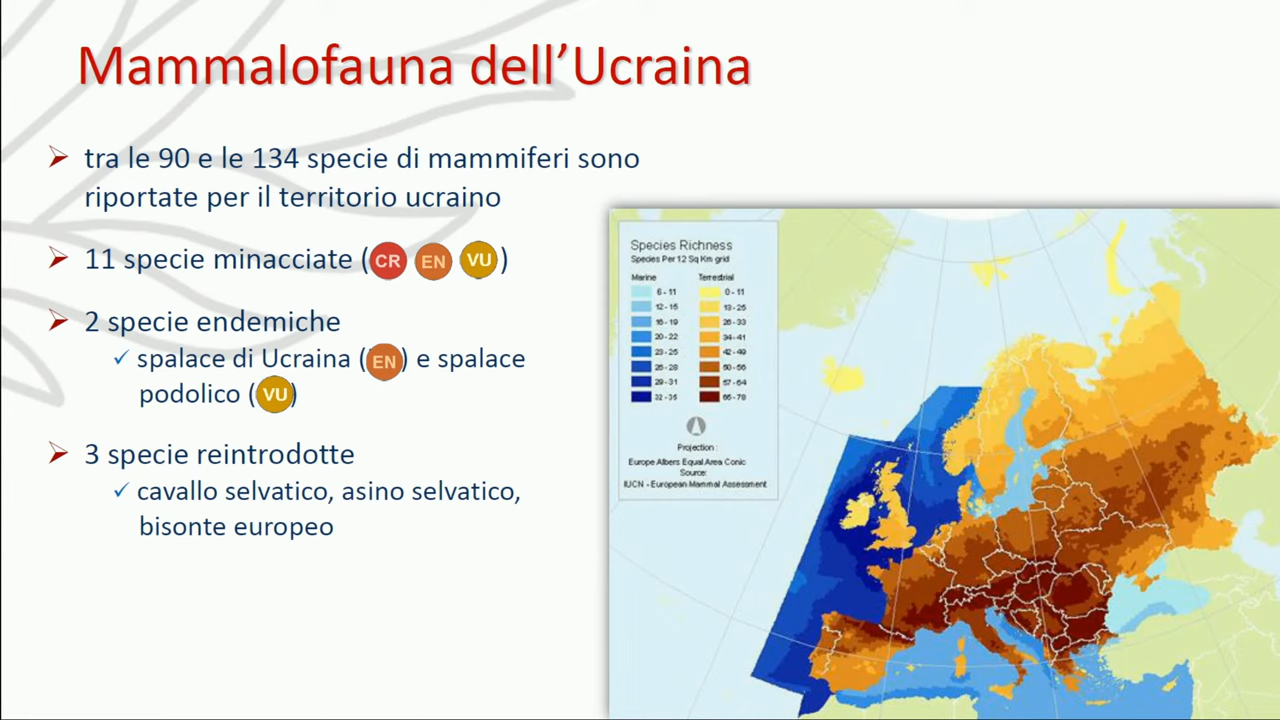 Mammalofauna dell'Ucraina
tra le 90 e le 134 specie di mammiferi sono
riportate per il territorio ucraino
11 specie minacciate (CR EN VU)
2 specie endemiche
spalace di Ucraina (EN) e spalace
podolico (VU)
3 specie reintrodotte
cavallo selvatico, asino selvatico,
bisonte europeo
Species Richness
Species Per 12 Sq Km grid
Marine Terrestrial
6 - 11 0 - 11
12 - 15 13 - 25
16 - 19 26 - 33
20 - 22 34 - 41
23 - 25 42 - 49
26 - 28 50 - 56
29 - 31 57 - 64
32 - 35 65 - 78
Projection :
Europe Albers Equal Area Conic
Source:
IUCN - European Mammal Assessment